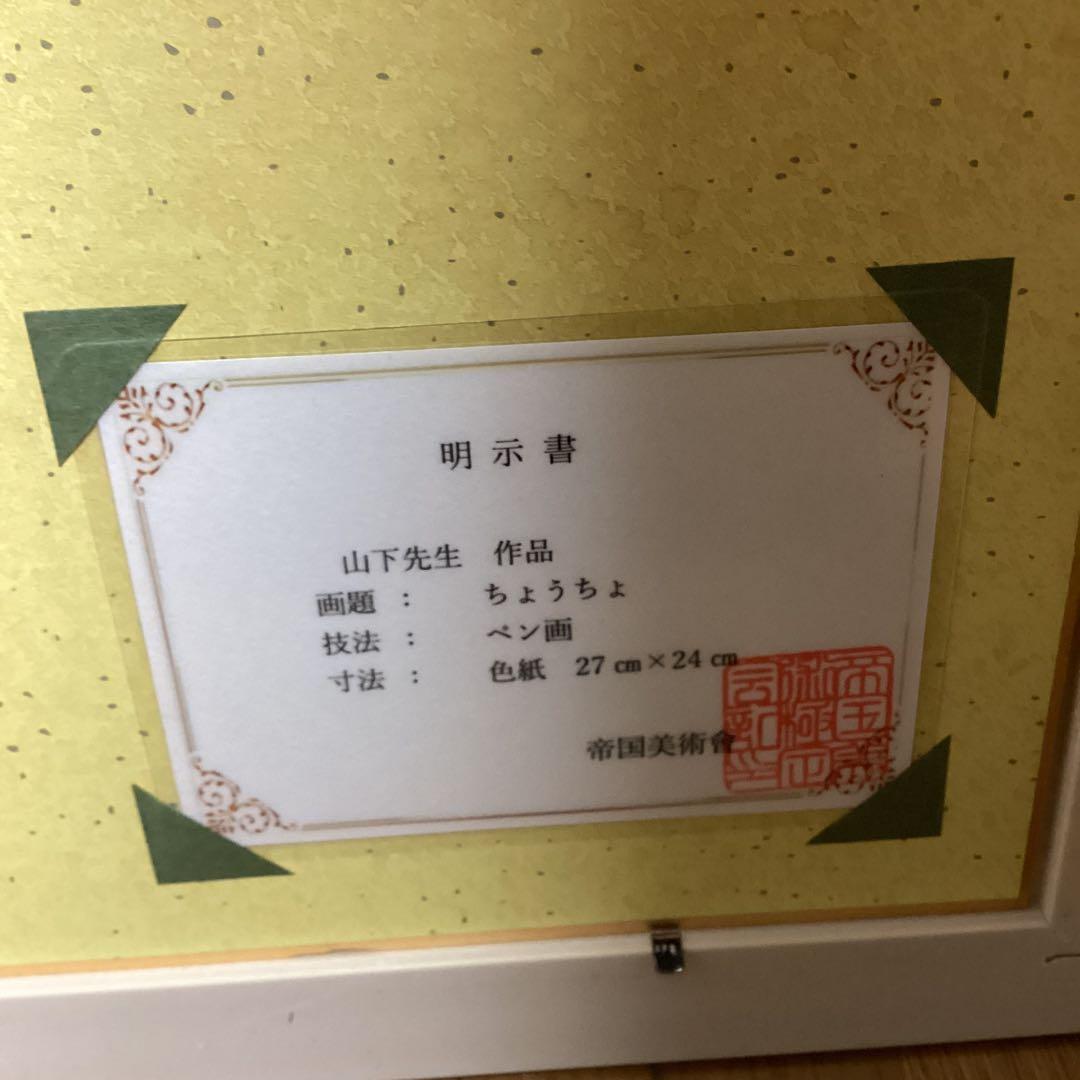 明示書
山下先生　作品
画題：　ちょうちょ
技法：　ペン画
寸法：　色紙　27㎝×24㎝
帝国美術會